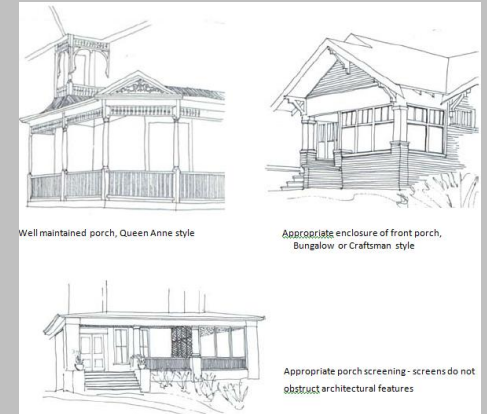 Well maintained porch, Queen Anne style
Appropriate enclosure of front porch,
Bungalow or Craftsman style
Appropriate porch screening - screens do not
obstruct architectural features